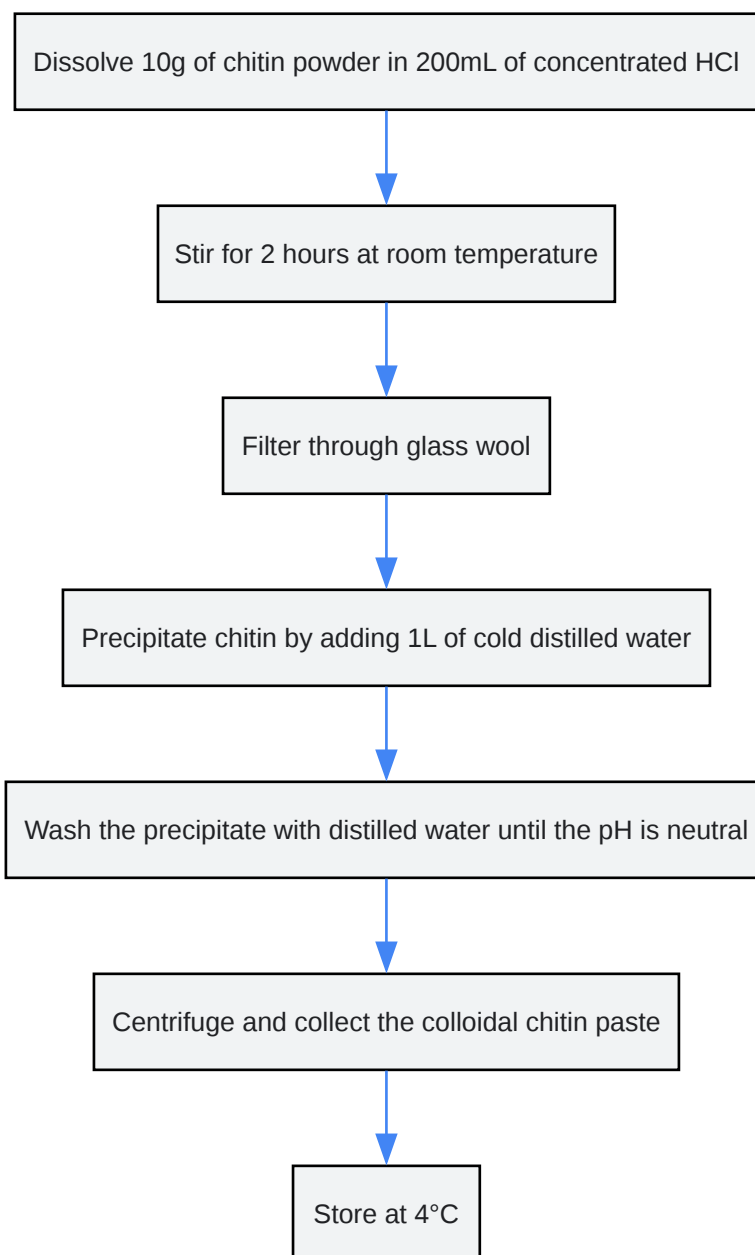 Dissolve 10g of chitin powder in 200mL of concentrated HCl
Stir for 2 hours at room temperature
Filter through glass wool
Precipitate chitin by adding 1L of cold distilled water
Wash the precipitate with distilled water until the pH is neutral
Centrifuge and collect the colloidal chitin paste
Store at 4°C